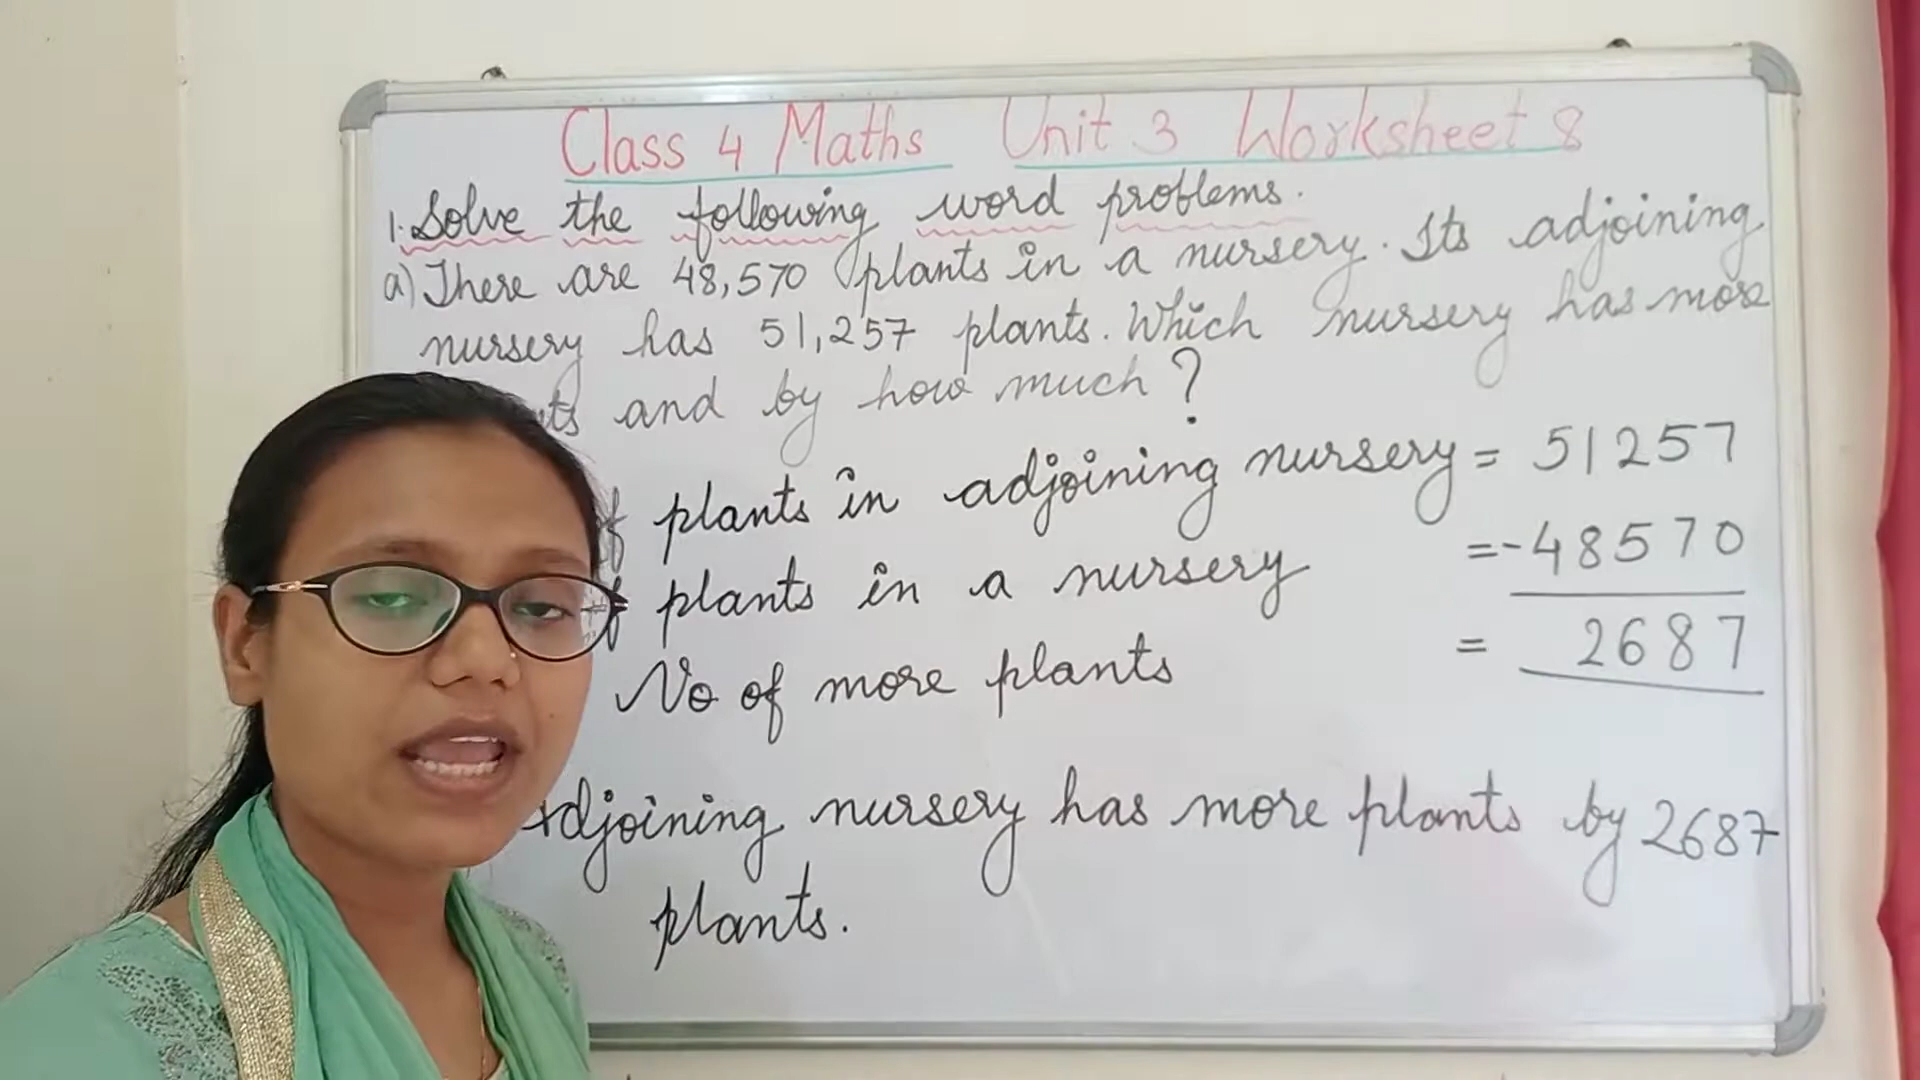 Class 4 Maths Unit 3 Worksheet 8
1. Solve the following word problems.
a) There are 48,570 plants in a nursery. Its adjoining
nursery has 51,257 plants. Which nursery has more
and by how much?
plants in adjoining nursery = 51257
plants in a nursery =-48570
No of more plants = 2687
Adjoining nursery has more plants by 2687
plants.